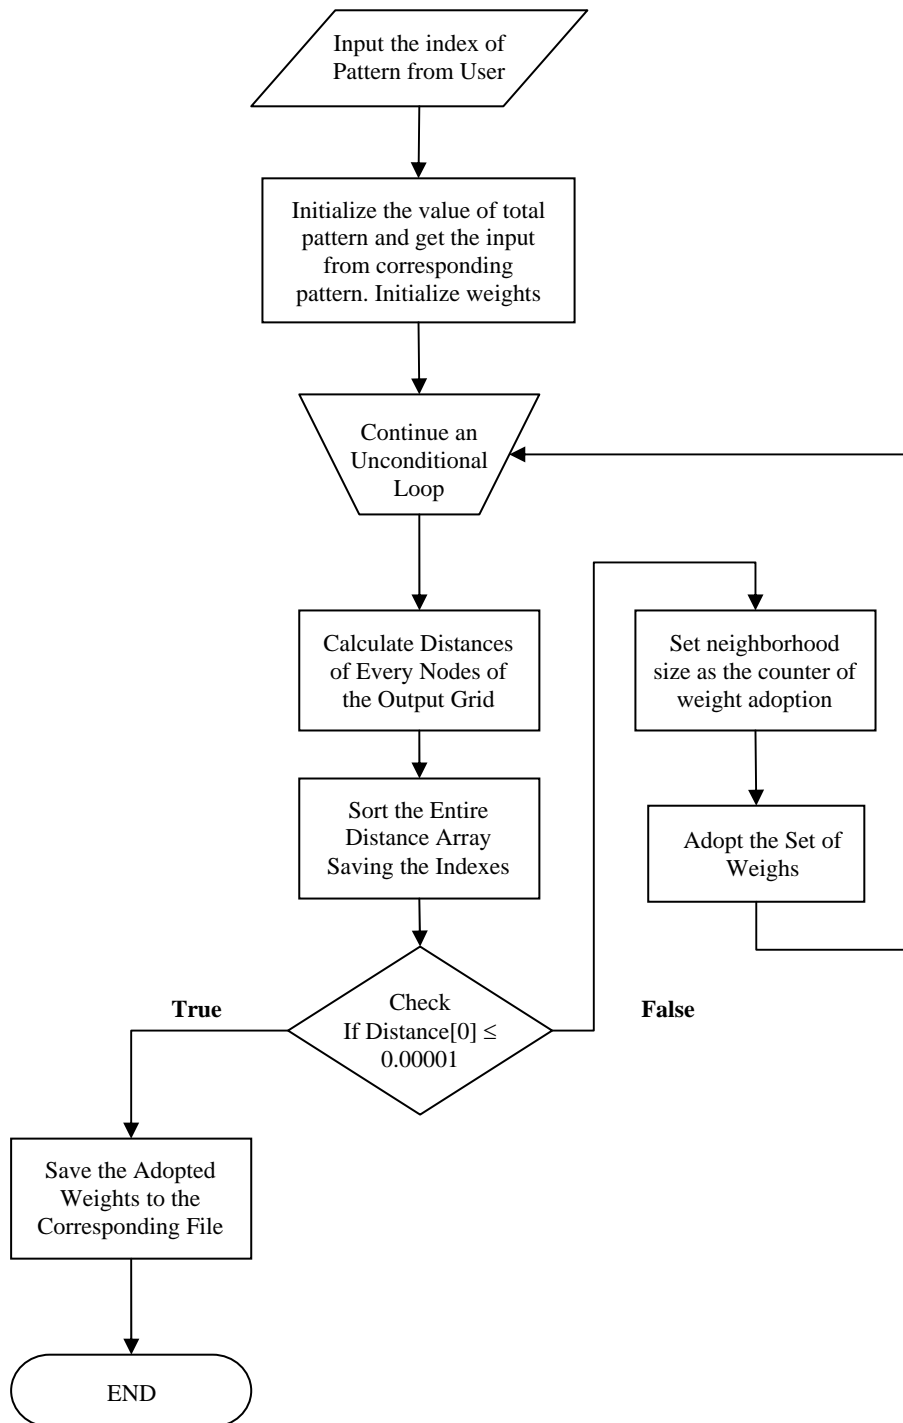 Input the index of
Pattern from User
Initialize the value of total
pattern and get the input
from corresponding
pattern. Initialize weights
Continue an
Unconditional
Loop
Calculate Distances
of Every Nodes of
the Output Grid
Set neighborhood
size as the counter of
weight adoption
Sort the Entire
Distance Array
Saving the Indexes
Adopt the Set of
Weighs
True
Check
If Distance[0] ≤
0.00001
False
Save the Adopted
Weights to the
Corresponding File
END